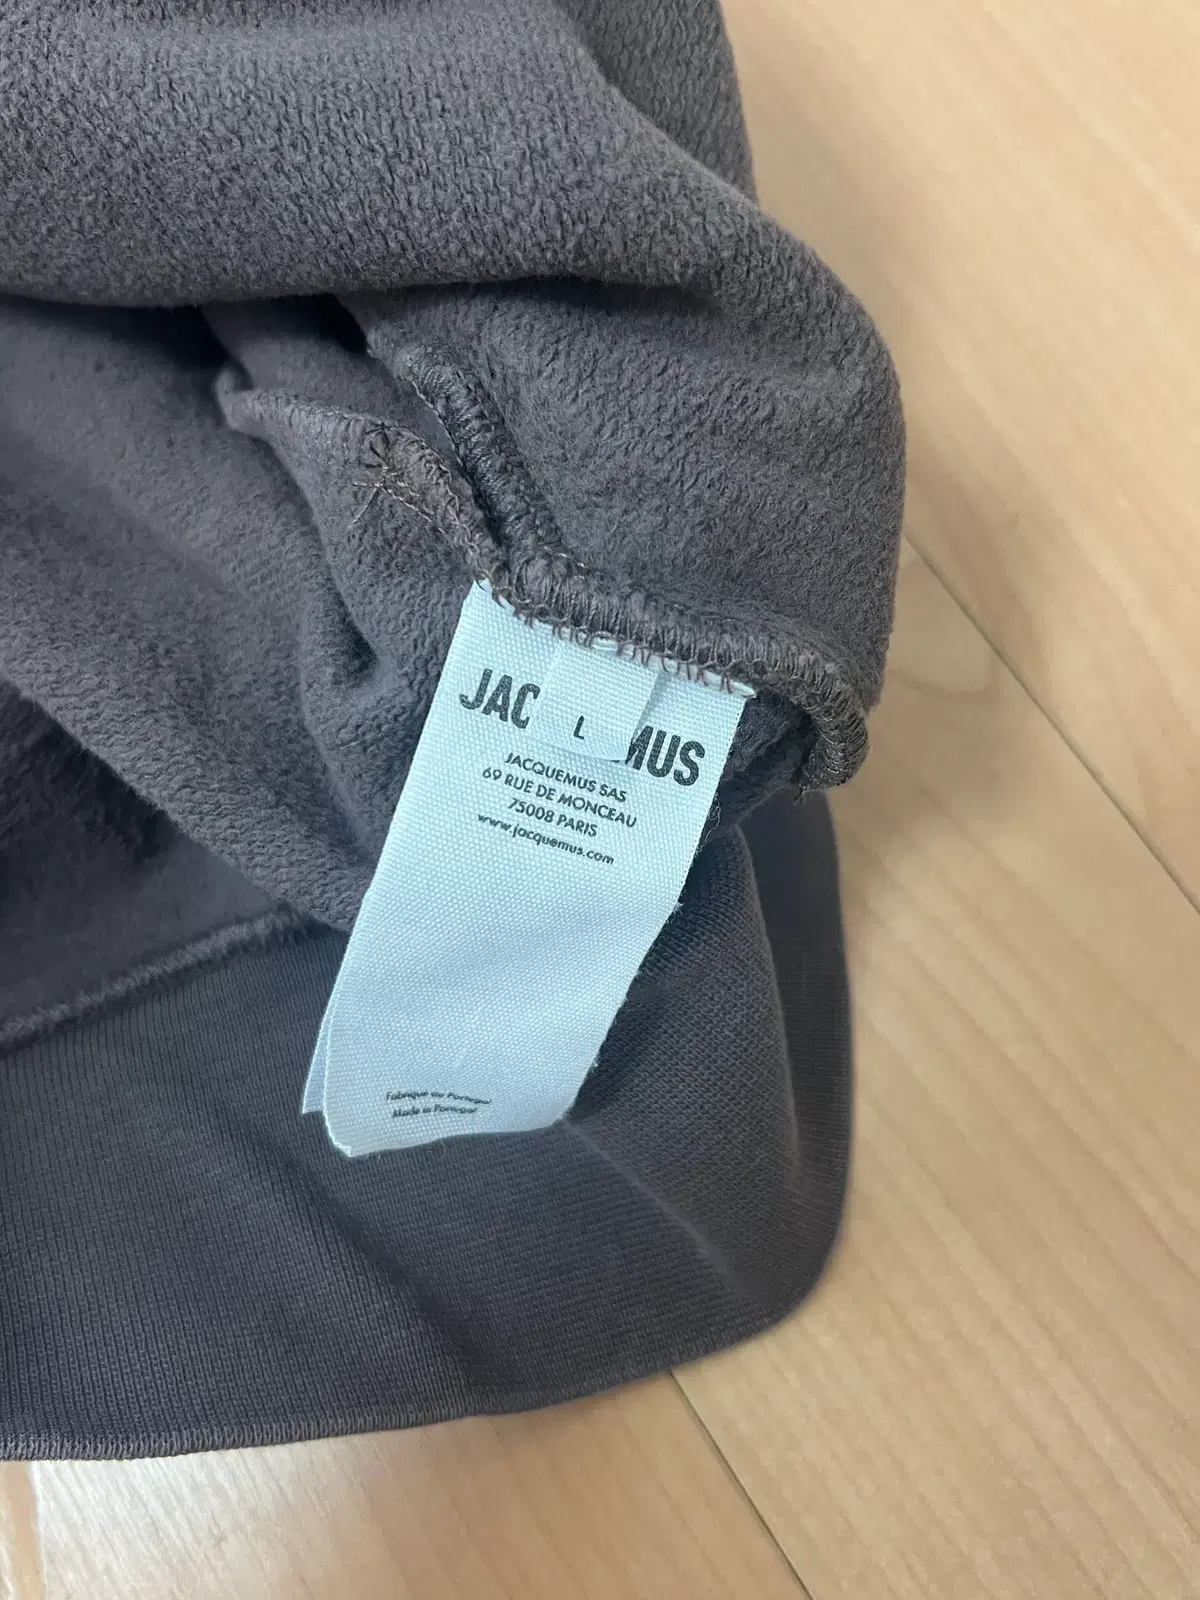 JAC MUS
L
JACQUEMUS SAS
69 RUE DE MONCEAU
75008 PARIS
www.jacquemus.com
Fabriqué au Portugal
Made in Portugal